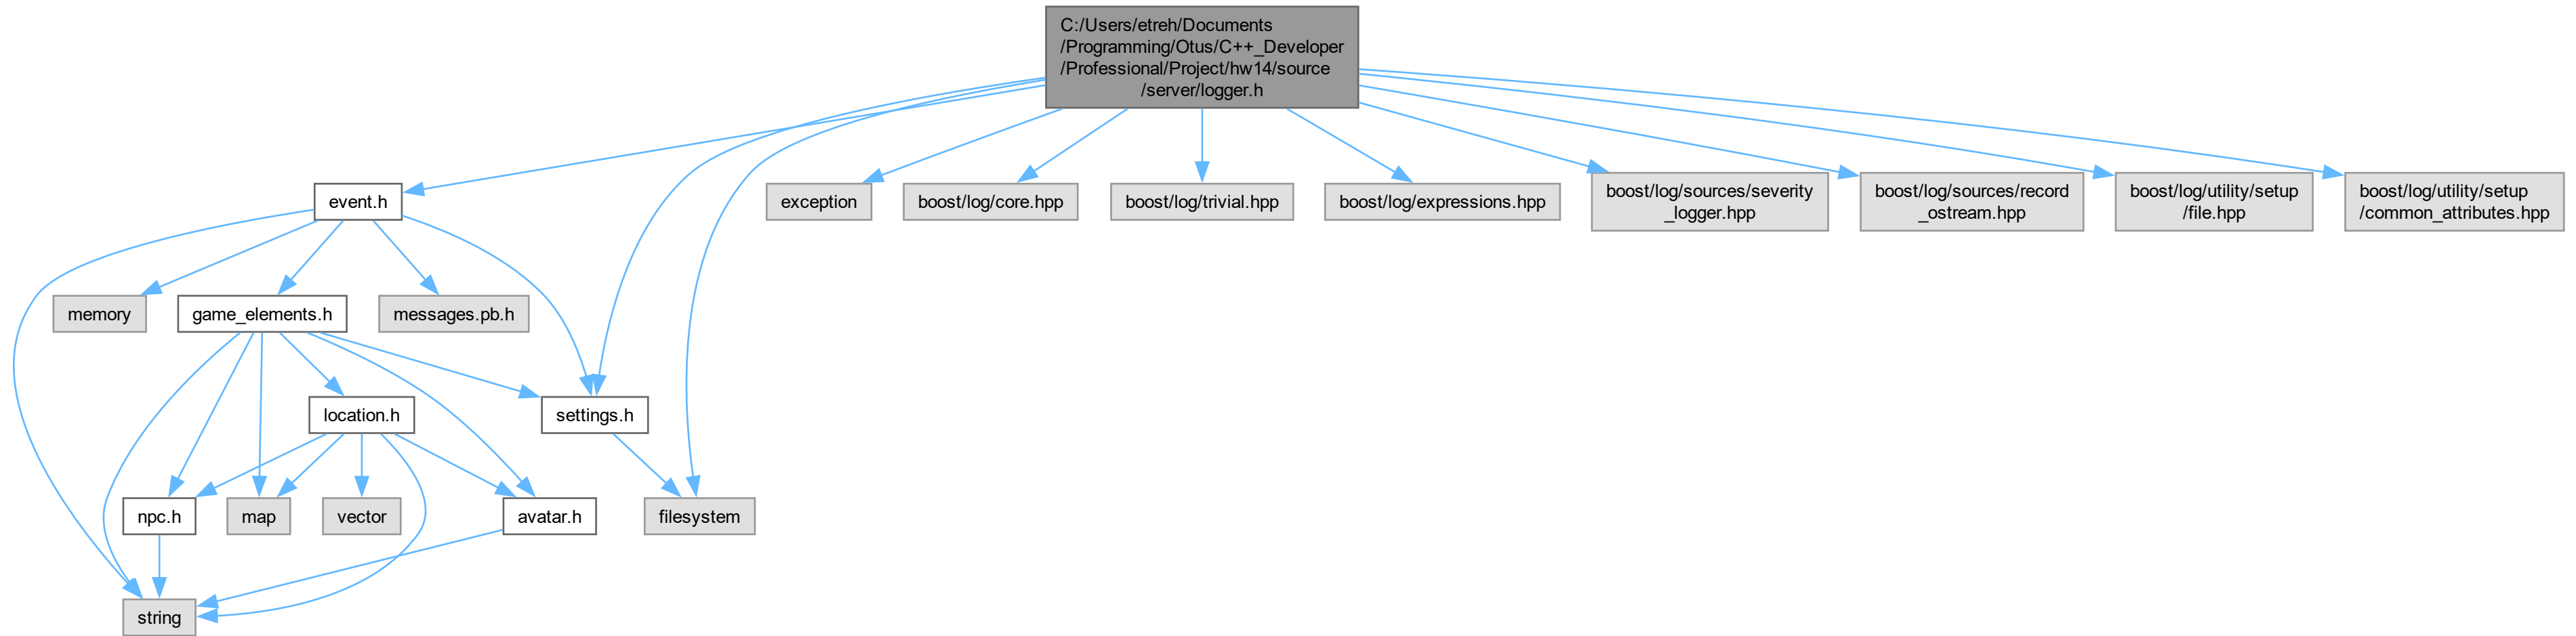 C:/Users/etreh/Documents
/Programming/Otus/C++_Developer
/Professional/Project/hw14/source
/server/logger.h
event.h
exception
boost/log/core.hpp
boost/log/trivial.hpp
boost/log/expressions.hpp
boost/log/sources/severity
_logger.hpp
boost/log/sources/record
_ostream.hpp
boost/log/utility/setup
/file.hpp
boost/log/utility/setup
/common_attributes.hpp
memory
game_elements.h
messages.pb.h
location.h
settings.h
npc.h
map
vector
avatar.h
filesystem
string